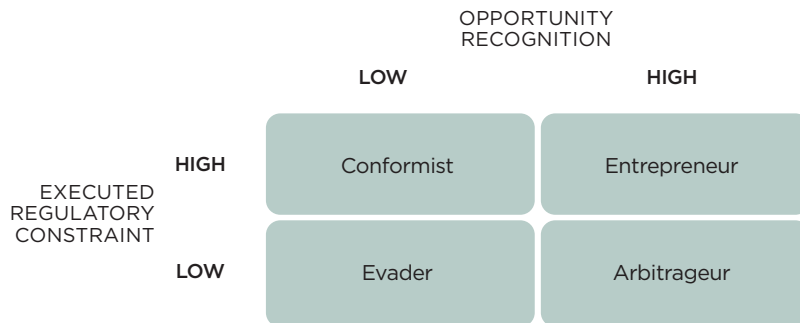 OPPORTUNITY
RECOGNITION
LOW HIGH
HIGH Conformist Entrepreneur
EXECUTED
REGULATORY
CONSTRAINT
LOW Evader Arbitrageur